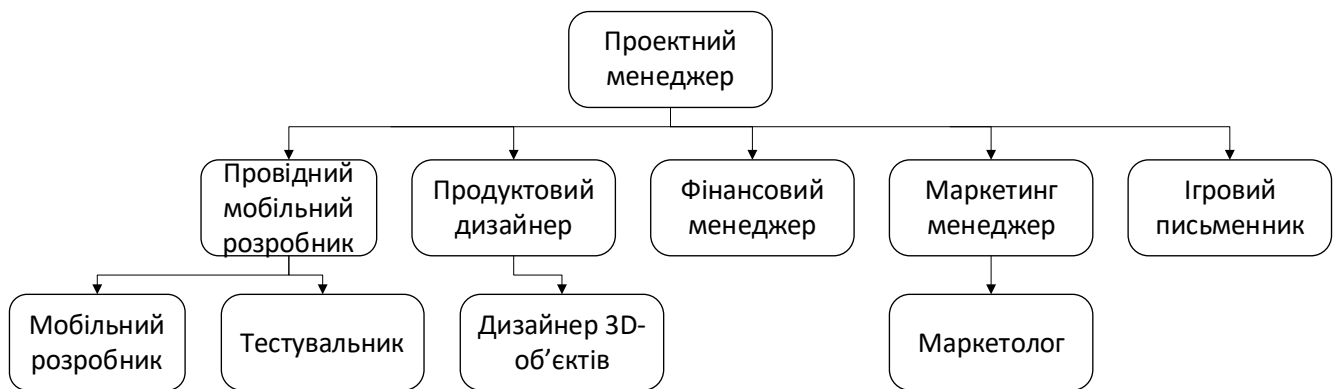 Проектний
менеджер
Провідний
мобільний
розробник
Продуктовий
дизайнер
Фінансовий
менеджер
Маркетинг
менеджер
Ігровий
письменник
Мобільний
розробник
Тестувальник
Дизайнер 3D-
об’єктів
Маркетолог